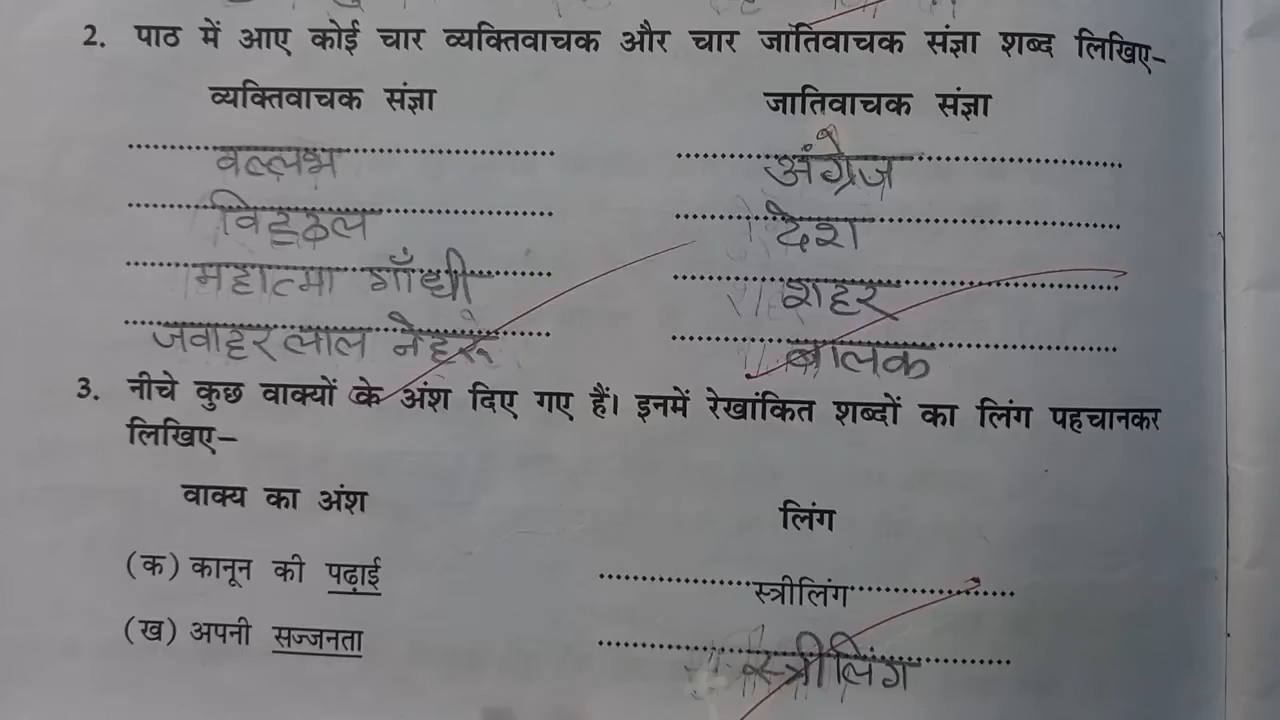 2. पाठ में आए कोई चार व्यक्तिवाचक और चार जातिवाचक संज्ञा शब्द लिखिए-
व्यक्तिवाचक संज्ञा जातिवाचक संज्ञा
वल्लभ अंग्रेज
देश
महात्मा गाँधी शहर
जवाहरलाल नेहरू बालक
3. नीचे कुछ वाक्यों के अंश दिए गए हैं। इनमें रेखांकित शब्दों का लिंग पहचानकर
लिखिए-
वाक्य का अंश लिंग
(क) कानून की पढ़ाई स्त्रीलिंग
(ख) अपनी सज्जनता स्त्रीलिंग